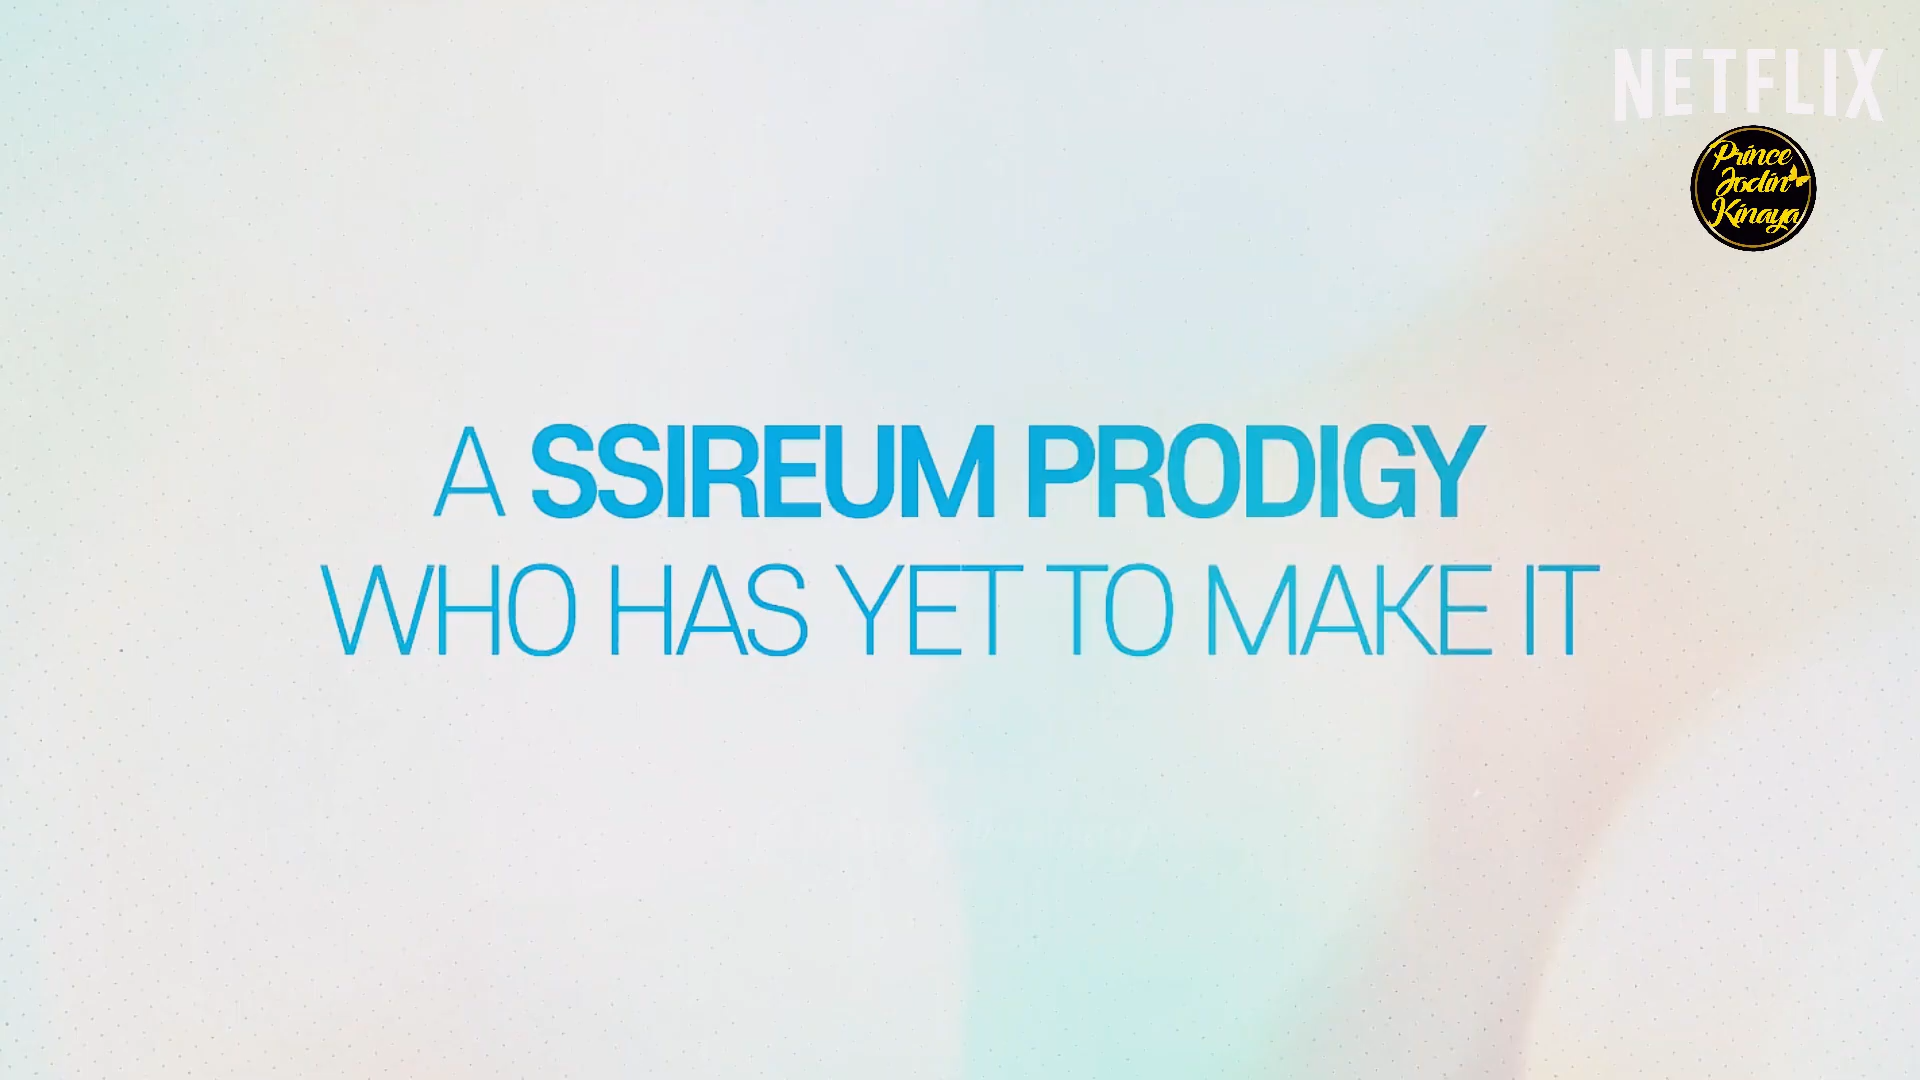 NETFLIX
Prince
Jodin
Kinaya
A SSIREUM PRODIGY
WHO HAS YET TO MAKE IT